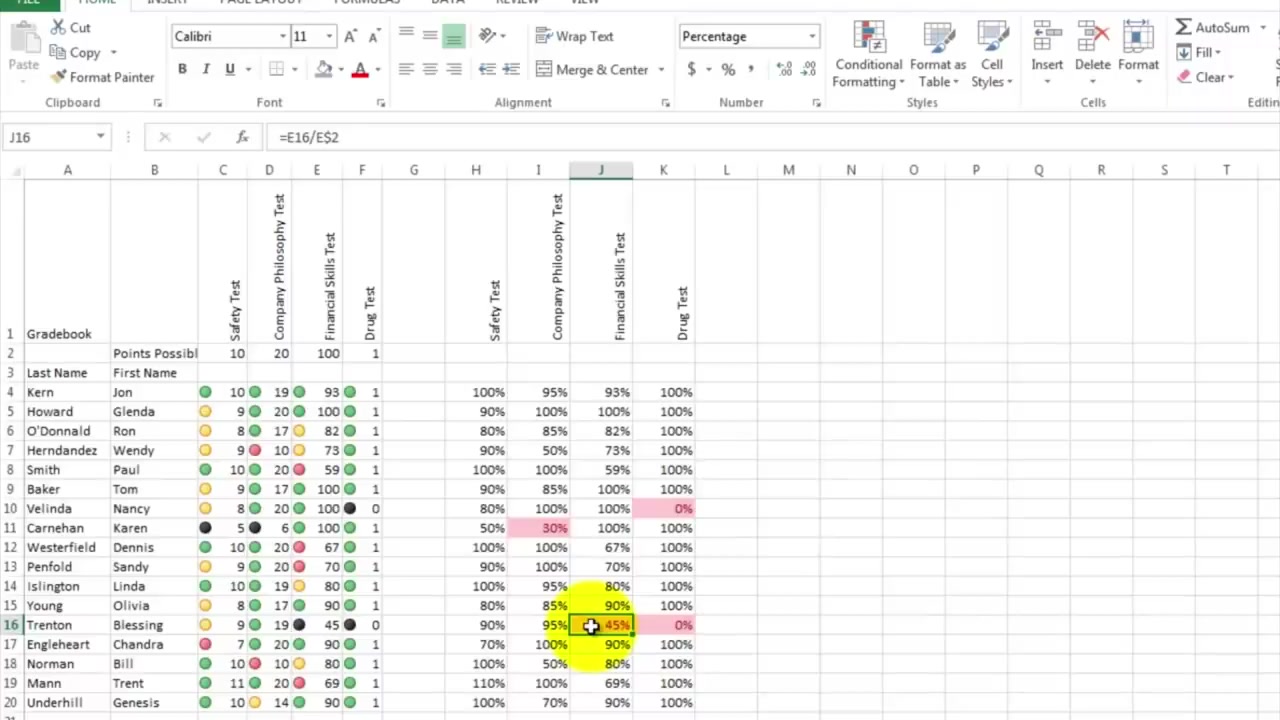 FILE HOME INSERT PAGE LAYOUT FORMULAS DATA REVIEW VIEW
Cut
Copy
Format Painter
Paste
Calibri 11
B I U
Wrap Text
Merge & Center
Percentage
$ % ,
Conditional Formatting
Format as Table
Cell Styles
Insert
Delete
Format
AutoSum
Fill
Clear
Clipboard
Font
Alignment
Number
Styles
Cells
Editin
J16 fx =E16/E$2
A B C D E F G H I J K L M N O P Q R S T
1 Gradebook Safety Test Company Philosophy Test Financial Skills Test Drug Test Safety Test Company Philosophy Test Financial Skills Test Drug Test
2 Points Possibl 10 20 100 1
3 Last Name First Name
4 Kern Jon 10 19 93 1 100% 95% 93% 100%
5 Howard Glenda 9 20 100 1 90% 100% 100% 100%
6 O'Donnald Ron 8 17 82 1 80% 85% 82% 100%
7 Herndandez Wendy 9 10 73 1 90% 50% 73% 100%
8 Smith Paul 10 20 59 1 100% 100% 59% 100%
9 Baker Tom 9 17 100 1 90% 85% 100% 100%
10 Velinda Nancy 8 20 100 0 80% 100% 100% 0%
11 Carnehan Karen 5 6 100 1 50% 30% 100% 100%
12 Westerfield Dennis 10 20 67 1 100% 100% 67% 100%
13 Penfold Sandy 9 20 70 1 90% 100% 70% 100%
14 Islington Linda 10 19 80 1 100% 95% 80% 100%
15 Young Olivia 8 17 90 1 80% 85% 90% 100%
16 Trenton Blessing 9 19 45 0 90% 95% 45% 0%
17 Engleheart Chandra 7 20 90 1 70% 100% 90% 100%
18 Norman Bill 10 10 80 1 100% 50% 80% 100%
19 Mann Trent 11 20 69 1 110% 100% 69% 100%
20 Underhill Genesis 10 14 90 1 100% 70% 90% 100%